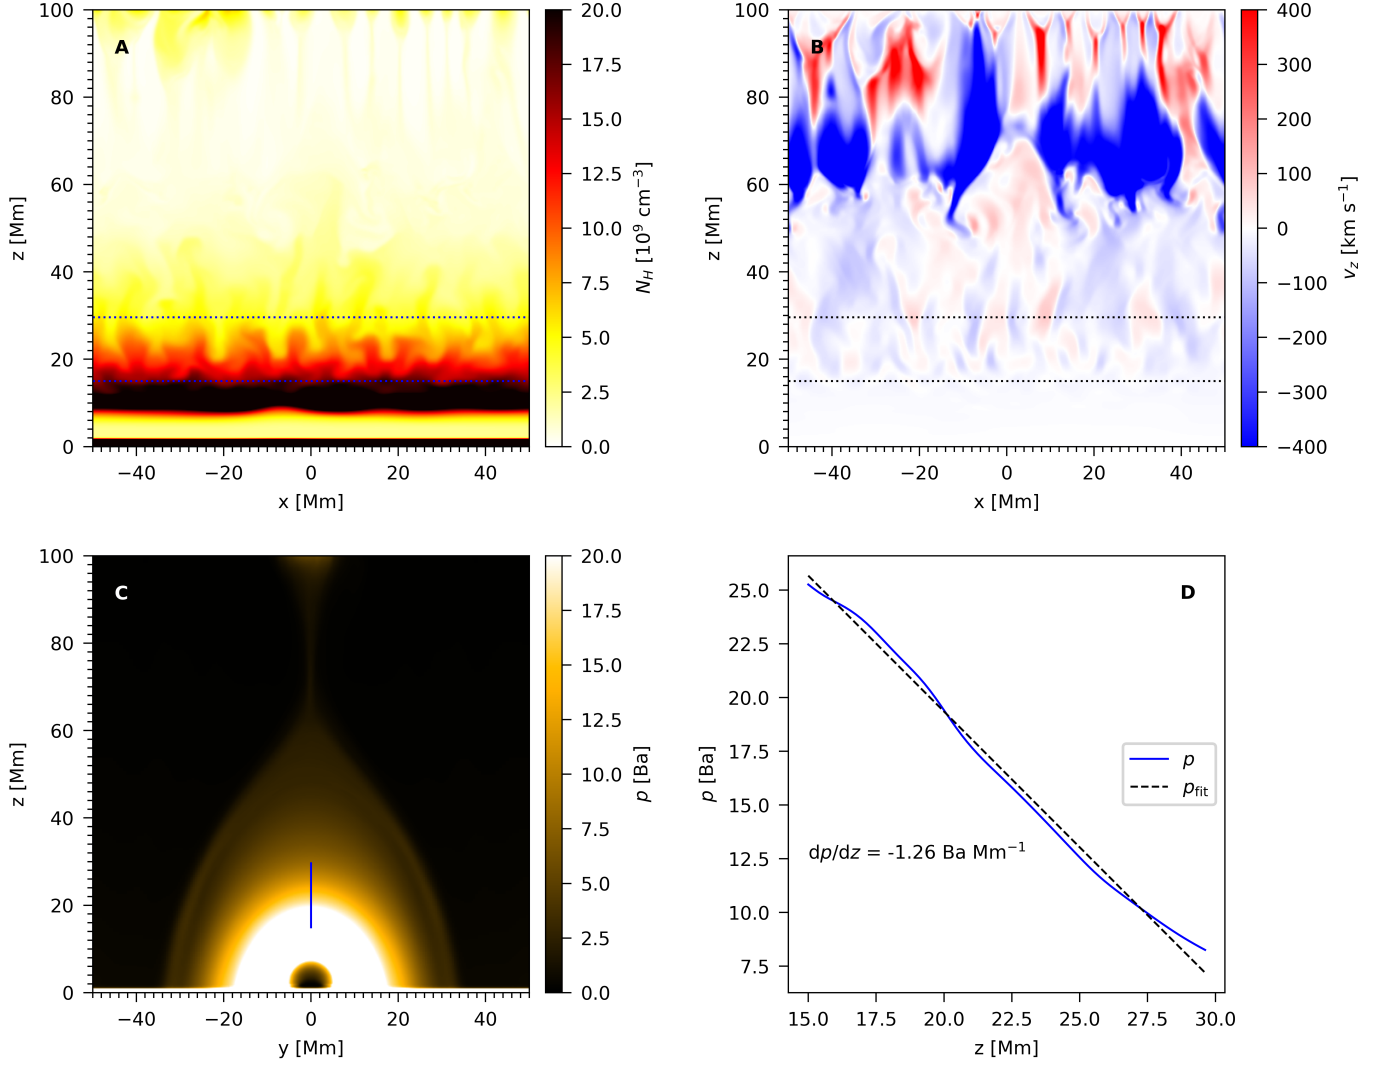 A
100
80
60
40
20
0
z [Mm]
−40 −20 0 20 40
x [Mm]
20.0
17.5
15.0
12.5
10.0
7.5
5.0
2.5
0.0
N_H [10⁹ cm⁻³]
B
100
80
60
40
20
0
z [Mm]
−40 −20 0 20 40
x [Mm]
400
300
200
100
0
−100
−200
−300
−400
v_z [km s⁻¹]
C
100
80
60
40
20
0
z [Mm]
−40 −20 0 20 40
y [Mm]
20.0
17.5
15.0
12.5
10.0
7.5
5.0
2.5
0.0
p [Ba]
D
25.0
22.5
20.0
17.5
15.0
12.5
10.0
7.5
p [Ba]
p
p_fit
dp/dz = -1.26 Ba Mm⁻¹
15.0 17.5 20.0 22.5 25.0 27.5 30.0
z [Mm]